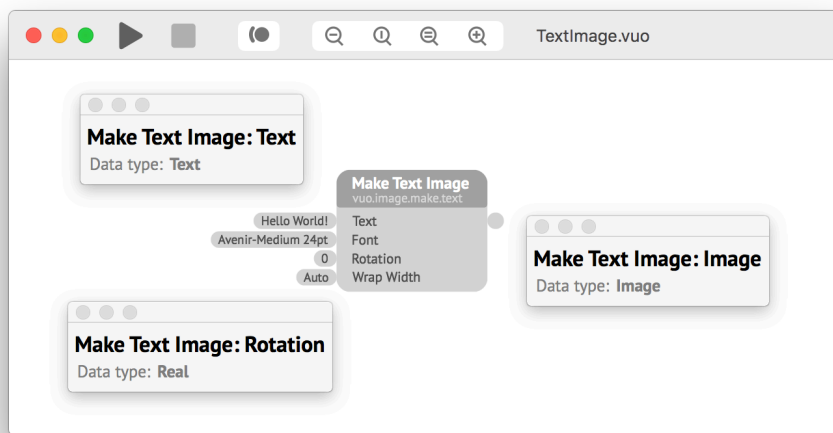 TextImage.vuo
Make Text Image: Text
Data type: Text
Make Text Image
vuo.image.make.text
Hello World! Text
Avenir-Medium 24pt Font
0 Rotation
Auto Wrap Width
Make Text Image: Image
Data type: Image
Make Text Image: Rotation
Data type: Real